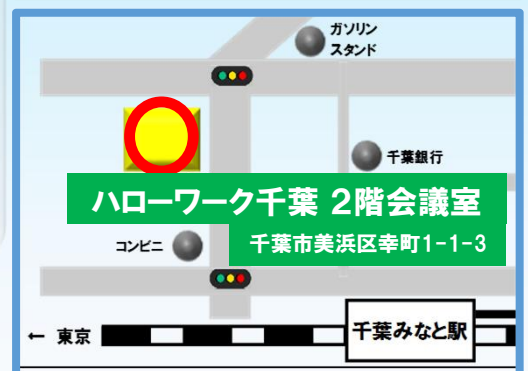 ガソリン
スタンド
千葉銀行
ハローワーク千葉 2階会議室
コンビニ
千葉市美浜区幸町1-1-3
千葉みなと駅
← 東京